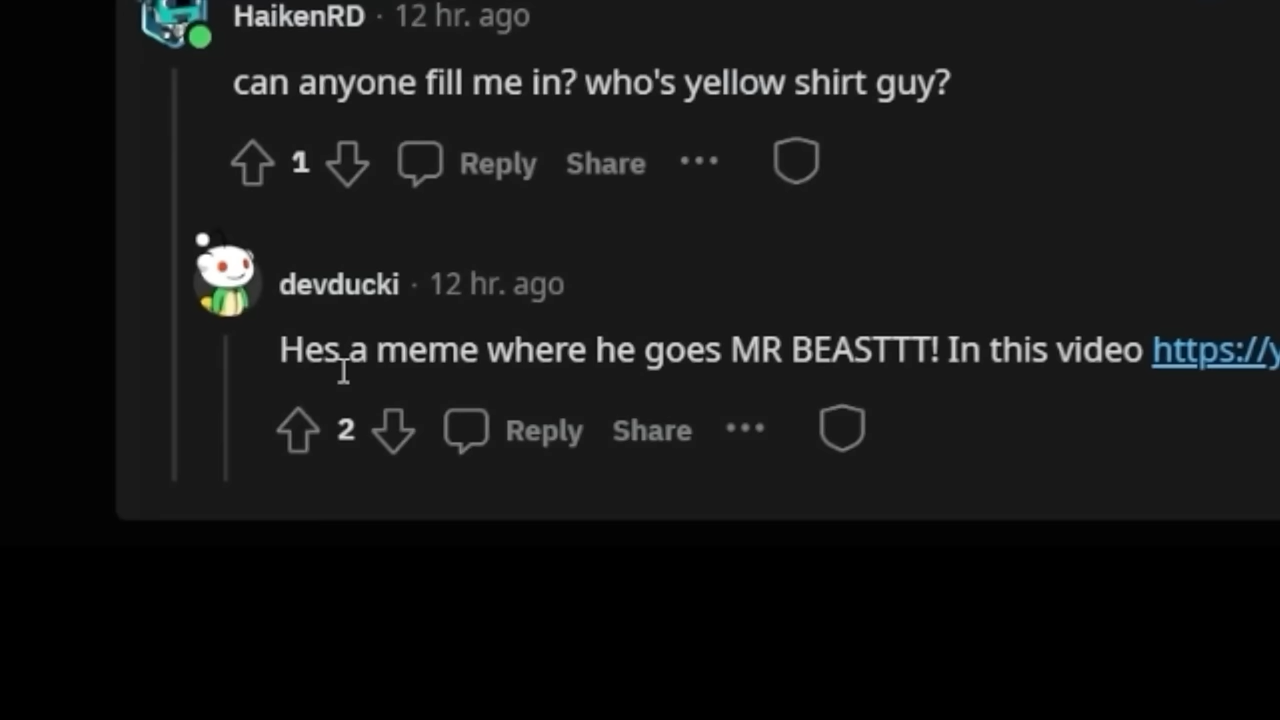 HaikenRD · 12 hr. ago
can anyone fill me in? who's yellow shirt guy?
1 Reply Share ...
devducki · 12 hr. ago
Hes a meme where he goes MR BEASTTT! In this video https://y
2 Reply Share ...